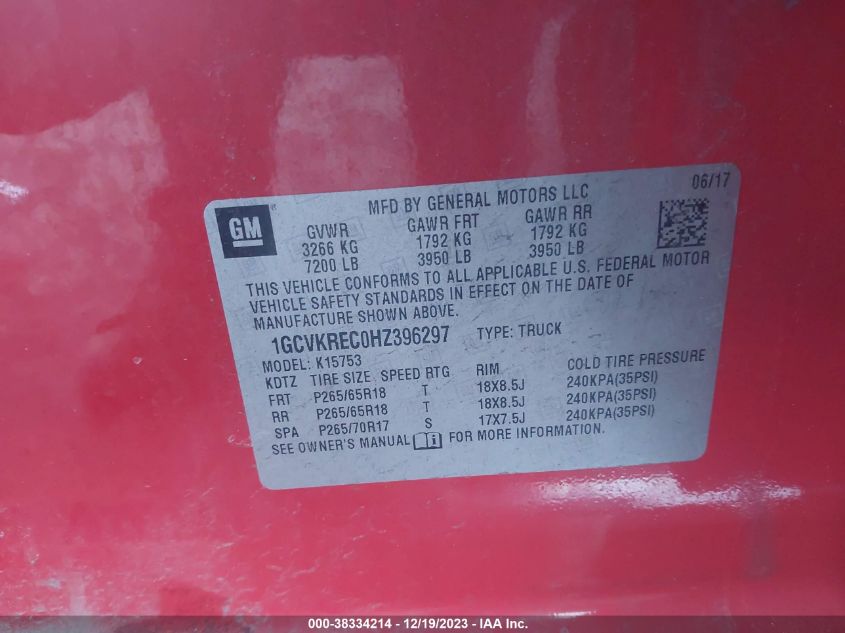 06/17
MFD BY GENERAL MOTORS LLC
GM ®
GVWR GAWR FRT GAWR RR
3266 KG 1792 KG 1792 KG
7200 LB 3950 LB 3950 LB
THIS VEHICLE CONFORMS TO ALL APPLICABLE U.S. FEDERAL MOTOR
VEHICLE SAFETY STANDARDS IN EFFECT ON THE DATE OF
MANUFACTURE SHOWN ABOVE.
1GCVKREC0HZ396297 TYPE: TRUCK
MODEL: K15753
KDTZ TIRE SIZE SPEED RTG RIM COLD TIRE PRESSURE
FRT P265/65R18 T 18X8.5J 240KPA(35PSI)
RR P265/65R18 T 18X8.5J 240KPA(35PSI)
SPA P265/70R17 S 17X7.5J 240KPA(35PSI)
SEE OWNER'S MANUAL FOR MORE INFORMATION.
000-38334214 - 12/19/2023 - IAA Inc.